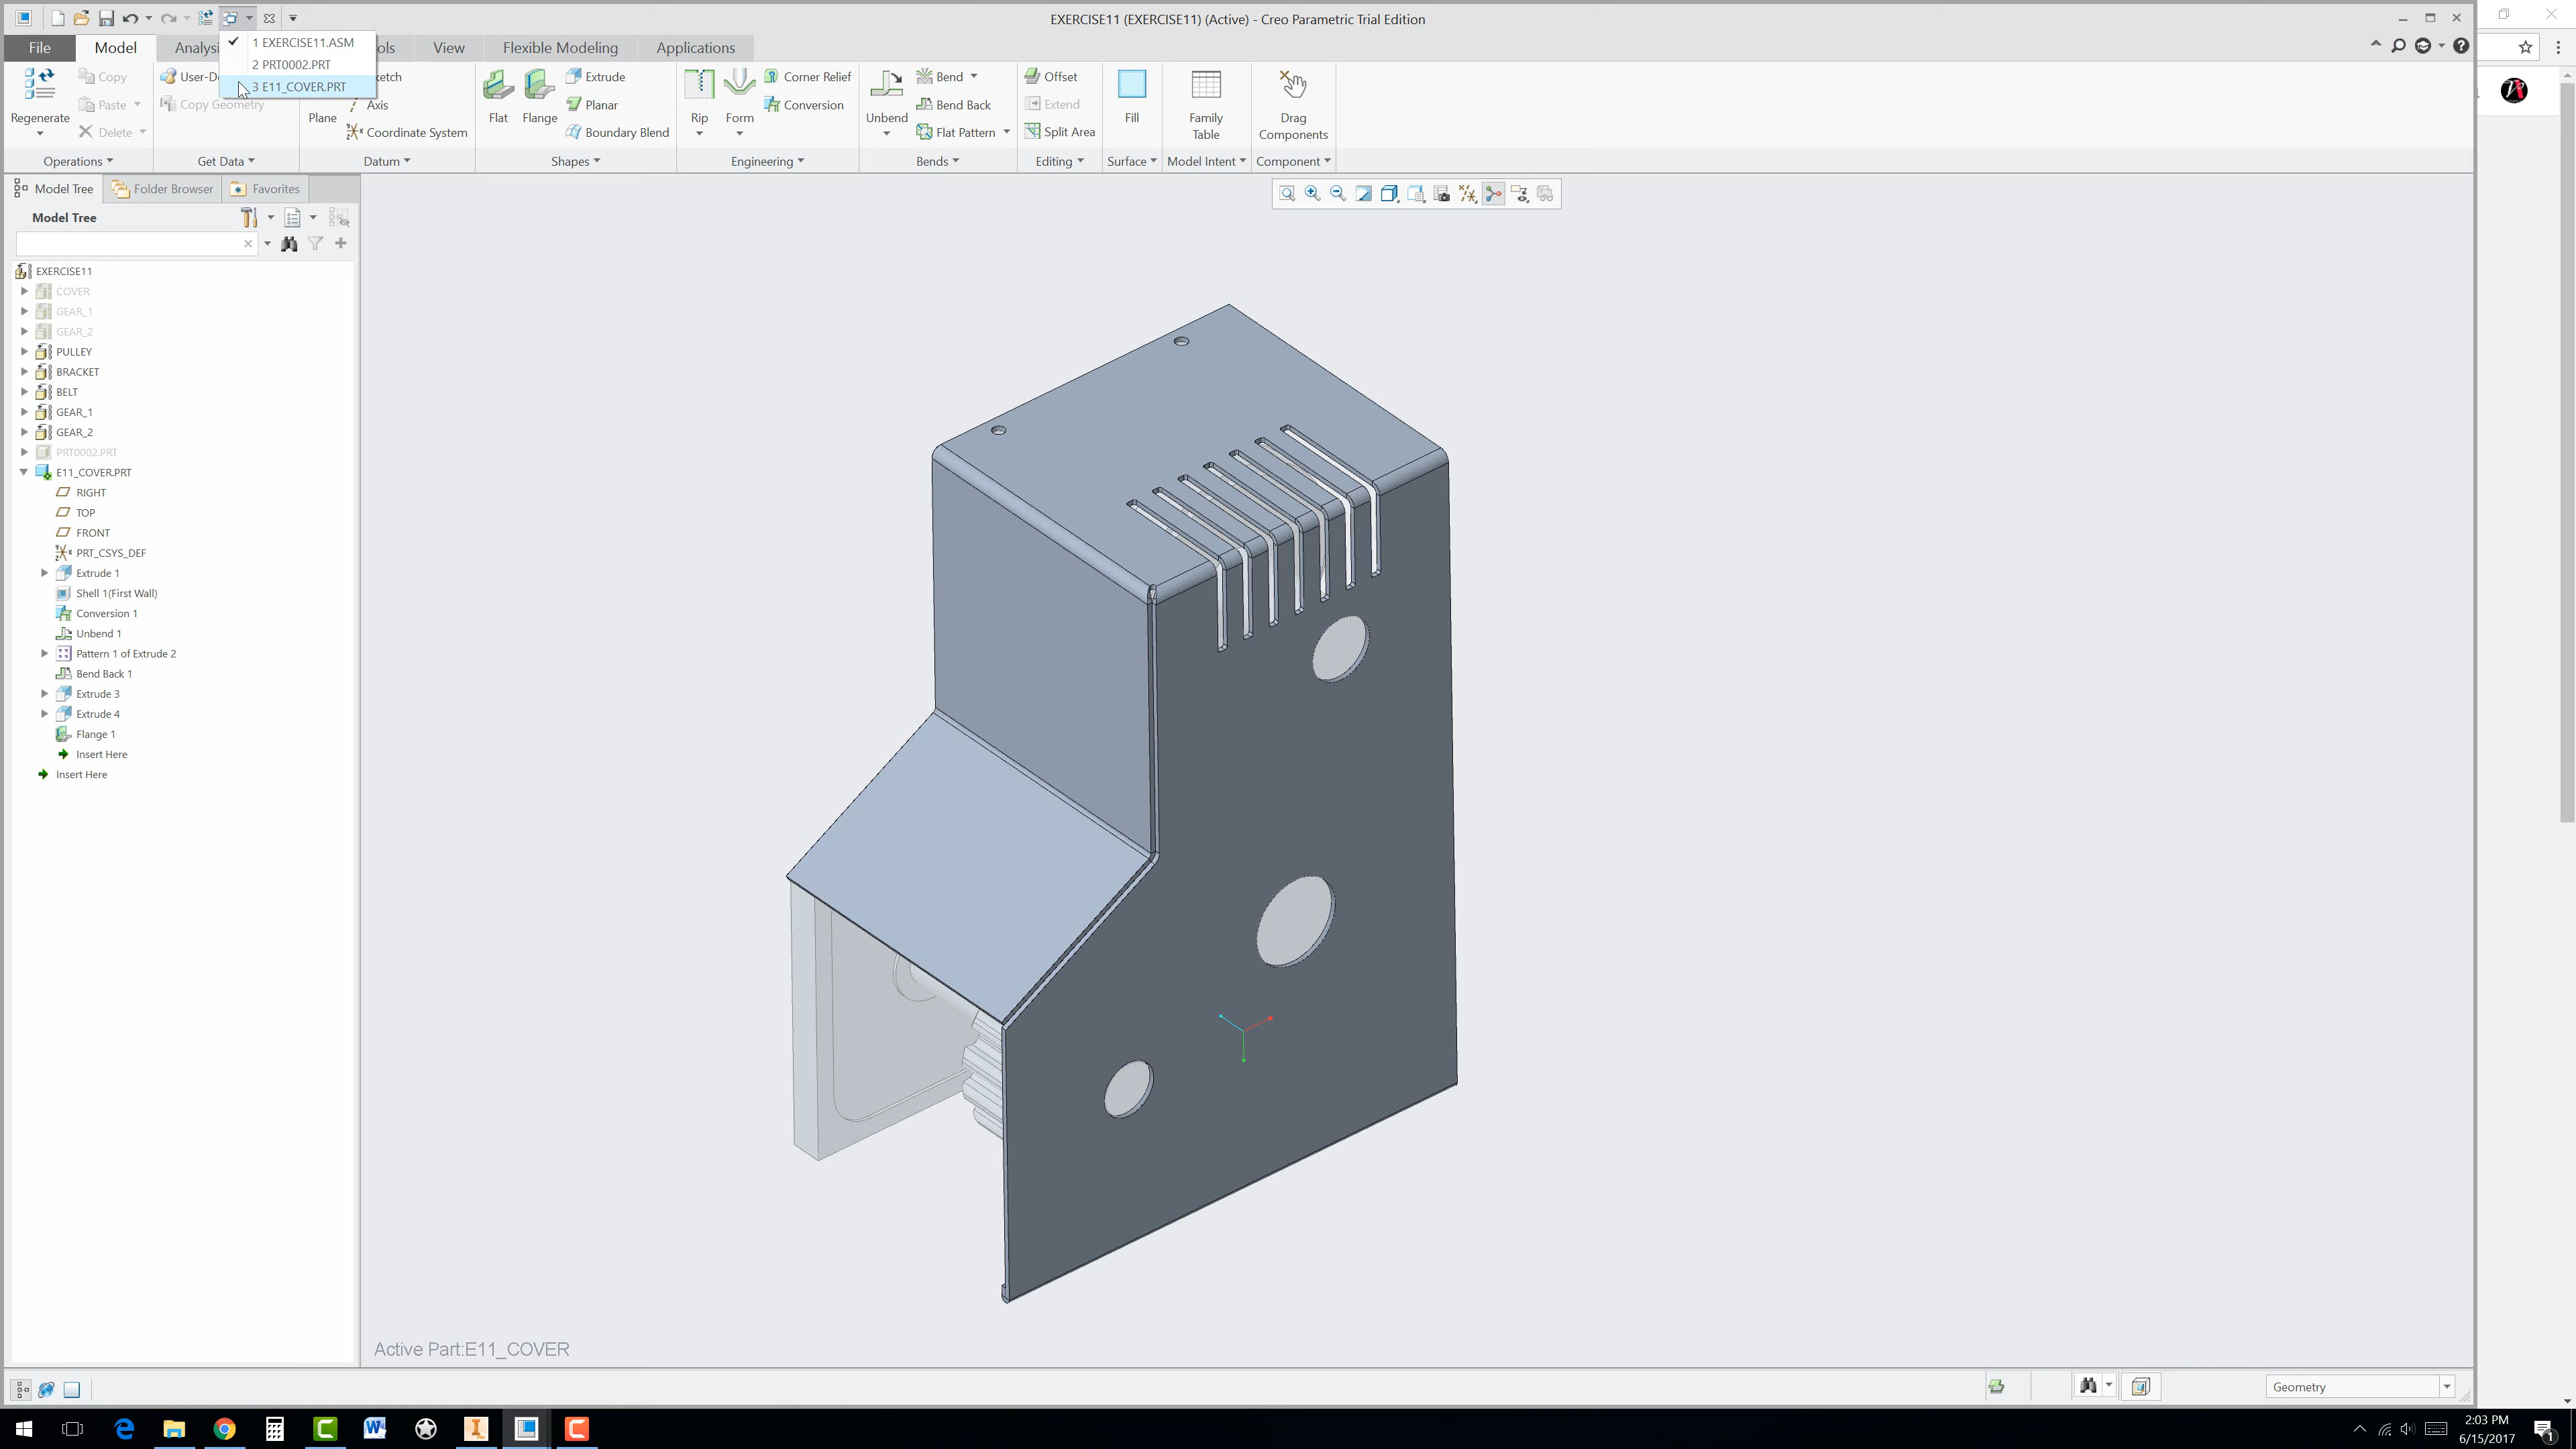 EXERCISE11 (EXERCISE11) (Active) - Creo Parametric Trial Edition
File
Model
Analysi
ols
View
Flexible Modeling
Applications
1 EXERCISE11.ASM
2 PRT0002.PRT
3 E11_COVER.PRT
Regenerate
Copy
Paste
Delete
User-De
Copy Geometry
Plane
ketch
Axis
Coordinate System
Flat
Flange
Extrude
Planar
Boundary Blend
Rip
Form
Corner Relief
Conversion
Unbend
Bend
Bend Back
Flat Pattern
Offset
Extend
Split Area
Fill
Family Table
Drag Components
Operations
Get Data
Datum
Shapes
Engineering
Bends
Editing
Surface
Model Intent
Component
Model Tree
Folder Browser
Favorites
Model Tree
EXERCISE11
COVER
GEAR_1
GEAR_2
PULLEY
BRACKET
BELT
GEAR_1
GEAR_2
PRT0002.PRT
E11_COVER.PRT
RIGHT
TOP
FRONT
PRT_CSYS_DEF
Extrude 1
Shell 1(First Wall)
Conversion 1
Unbend 1
Pattern 1 of Extrude 2
Bend Back 1
Extrude 3
Extrude 4
Flange 1
Insert Here
Insert Here
Active Part:E11_COVER
Geometry
2:03 PM
6/15/2017